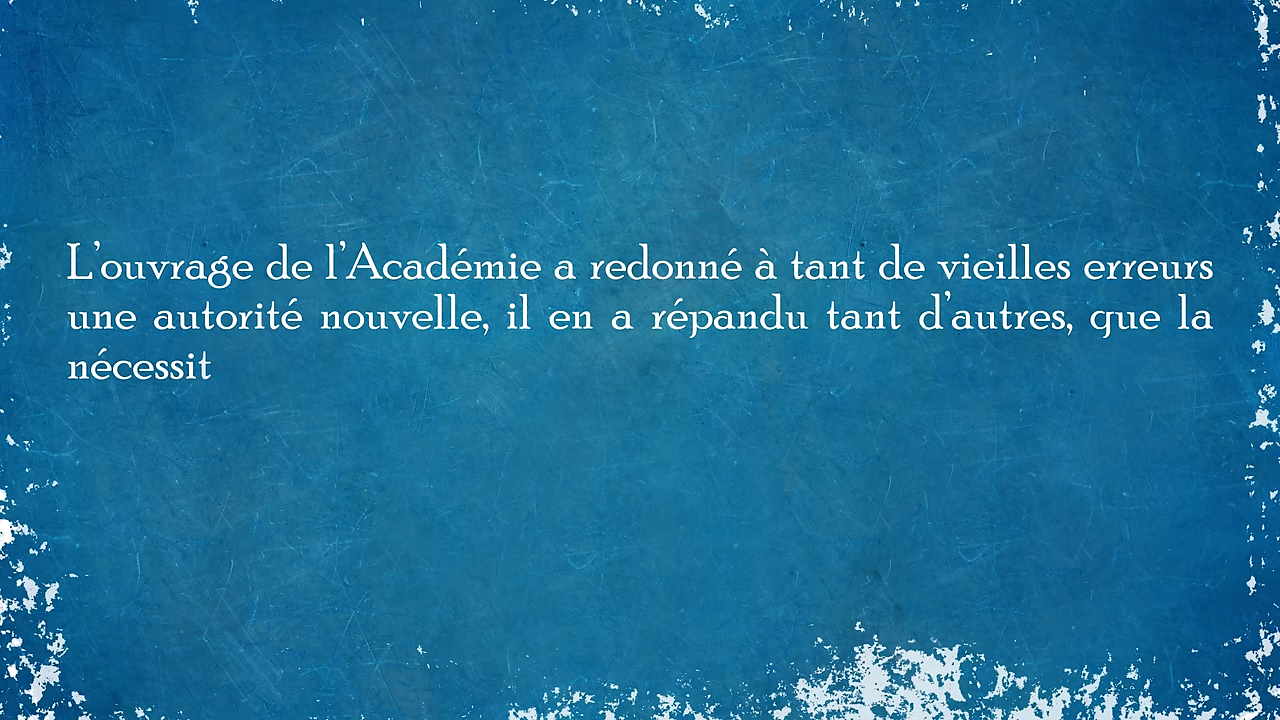 L'ouvrage de l'Académie a redonné à tant de vieilles erreurs
une autorité nouvelle, il en a répandu tant d'autres, que la
nécessit